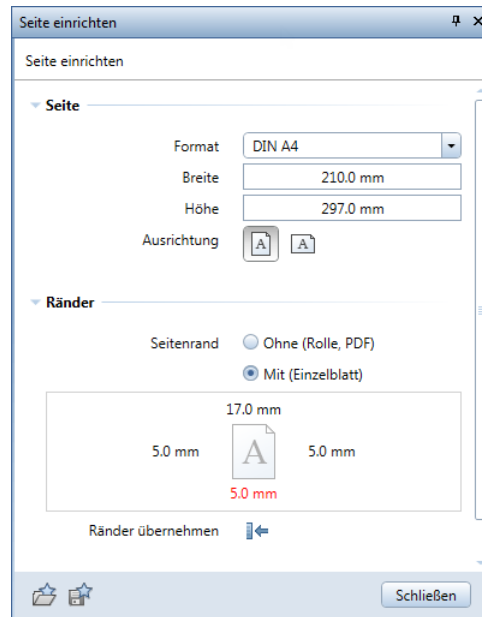 Seite einrichten
Seite einrichten
Seite
Format DIN A4
Breite 210.0 mm
Höhe 297.0 mm
Ausrichtung A A
Ränder
Seitenrand Ohne (Rolle, PDF)
Mit (Einzelblatt)
17.0 mm
5.0 mm A 5.0 mm
5.0 mm
Ränder übernehmen
Schließen